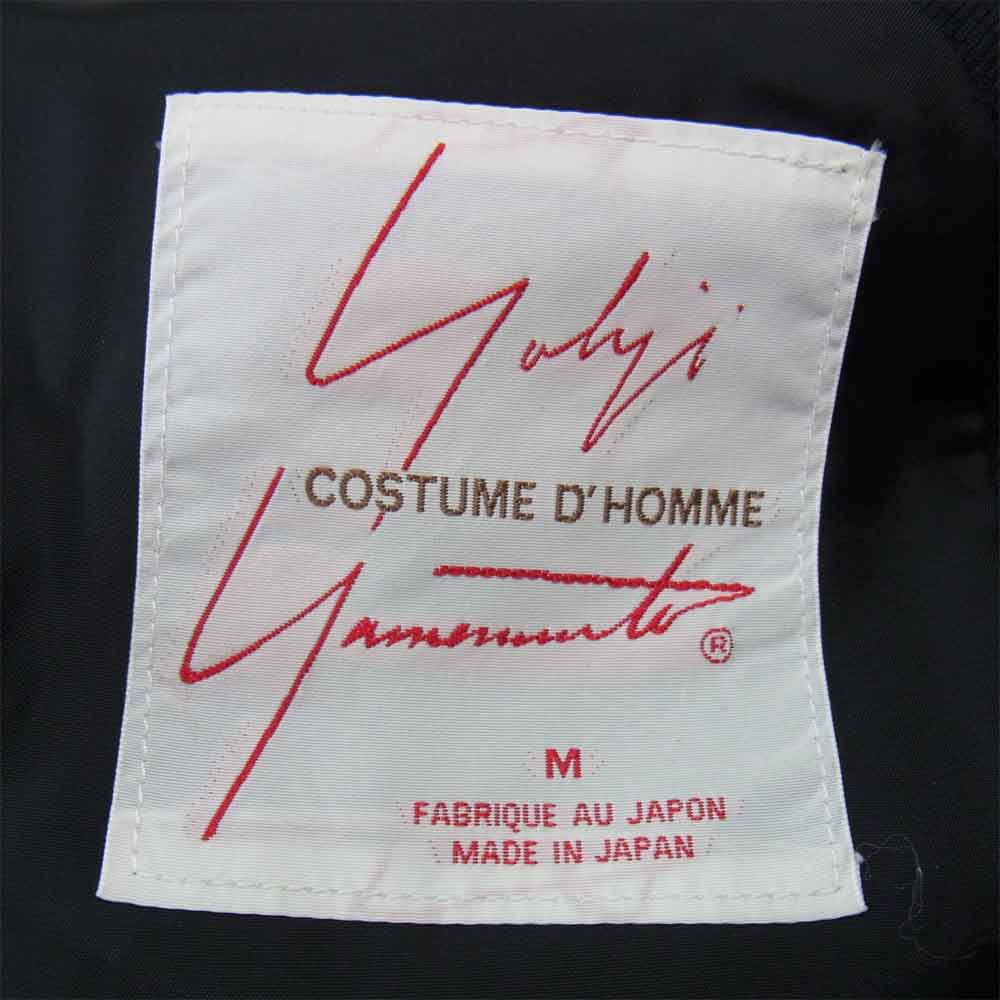 Yohji
COSTUME D'HOMME
Yamamoto ®
M
FABRIQUE AU JAPON
MADE IN JAPAN